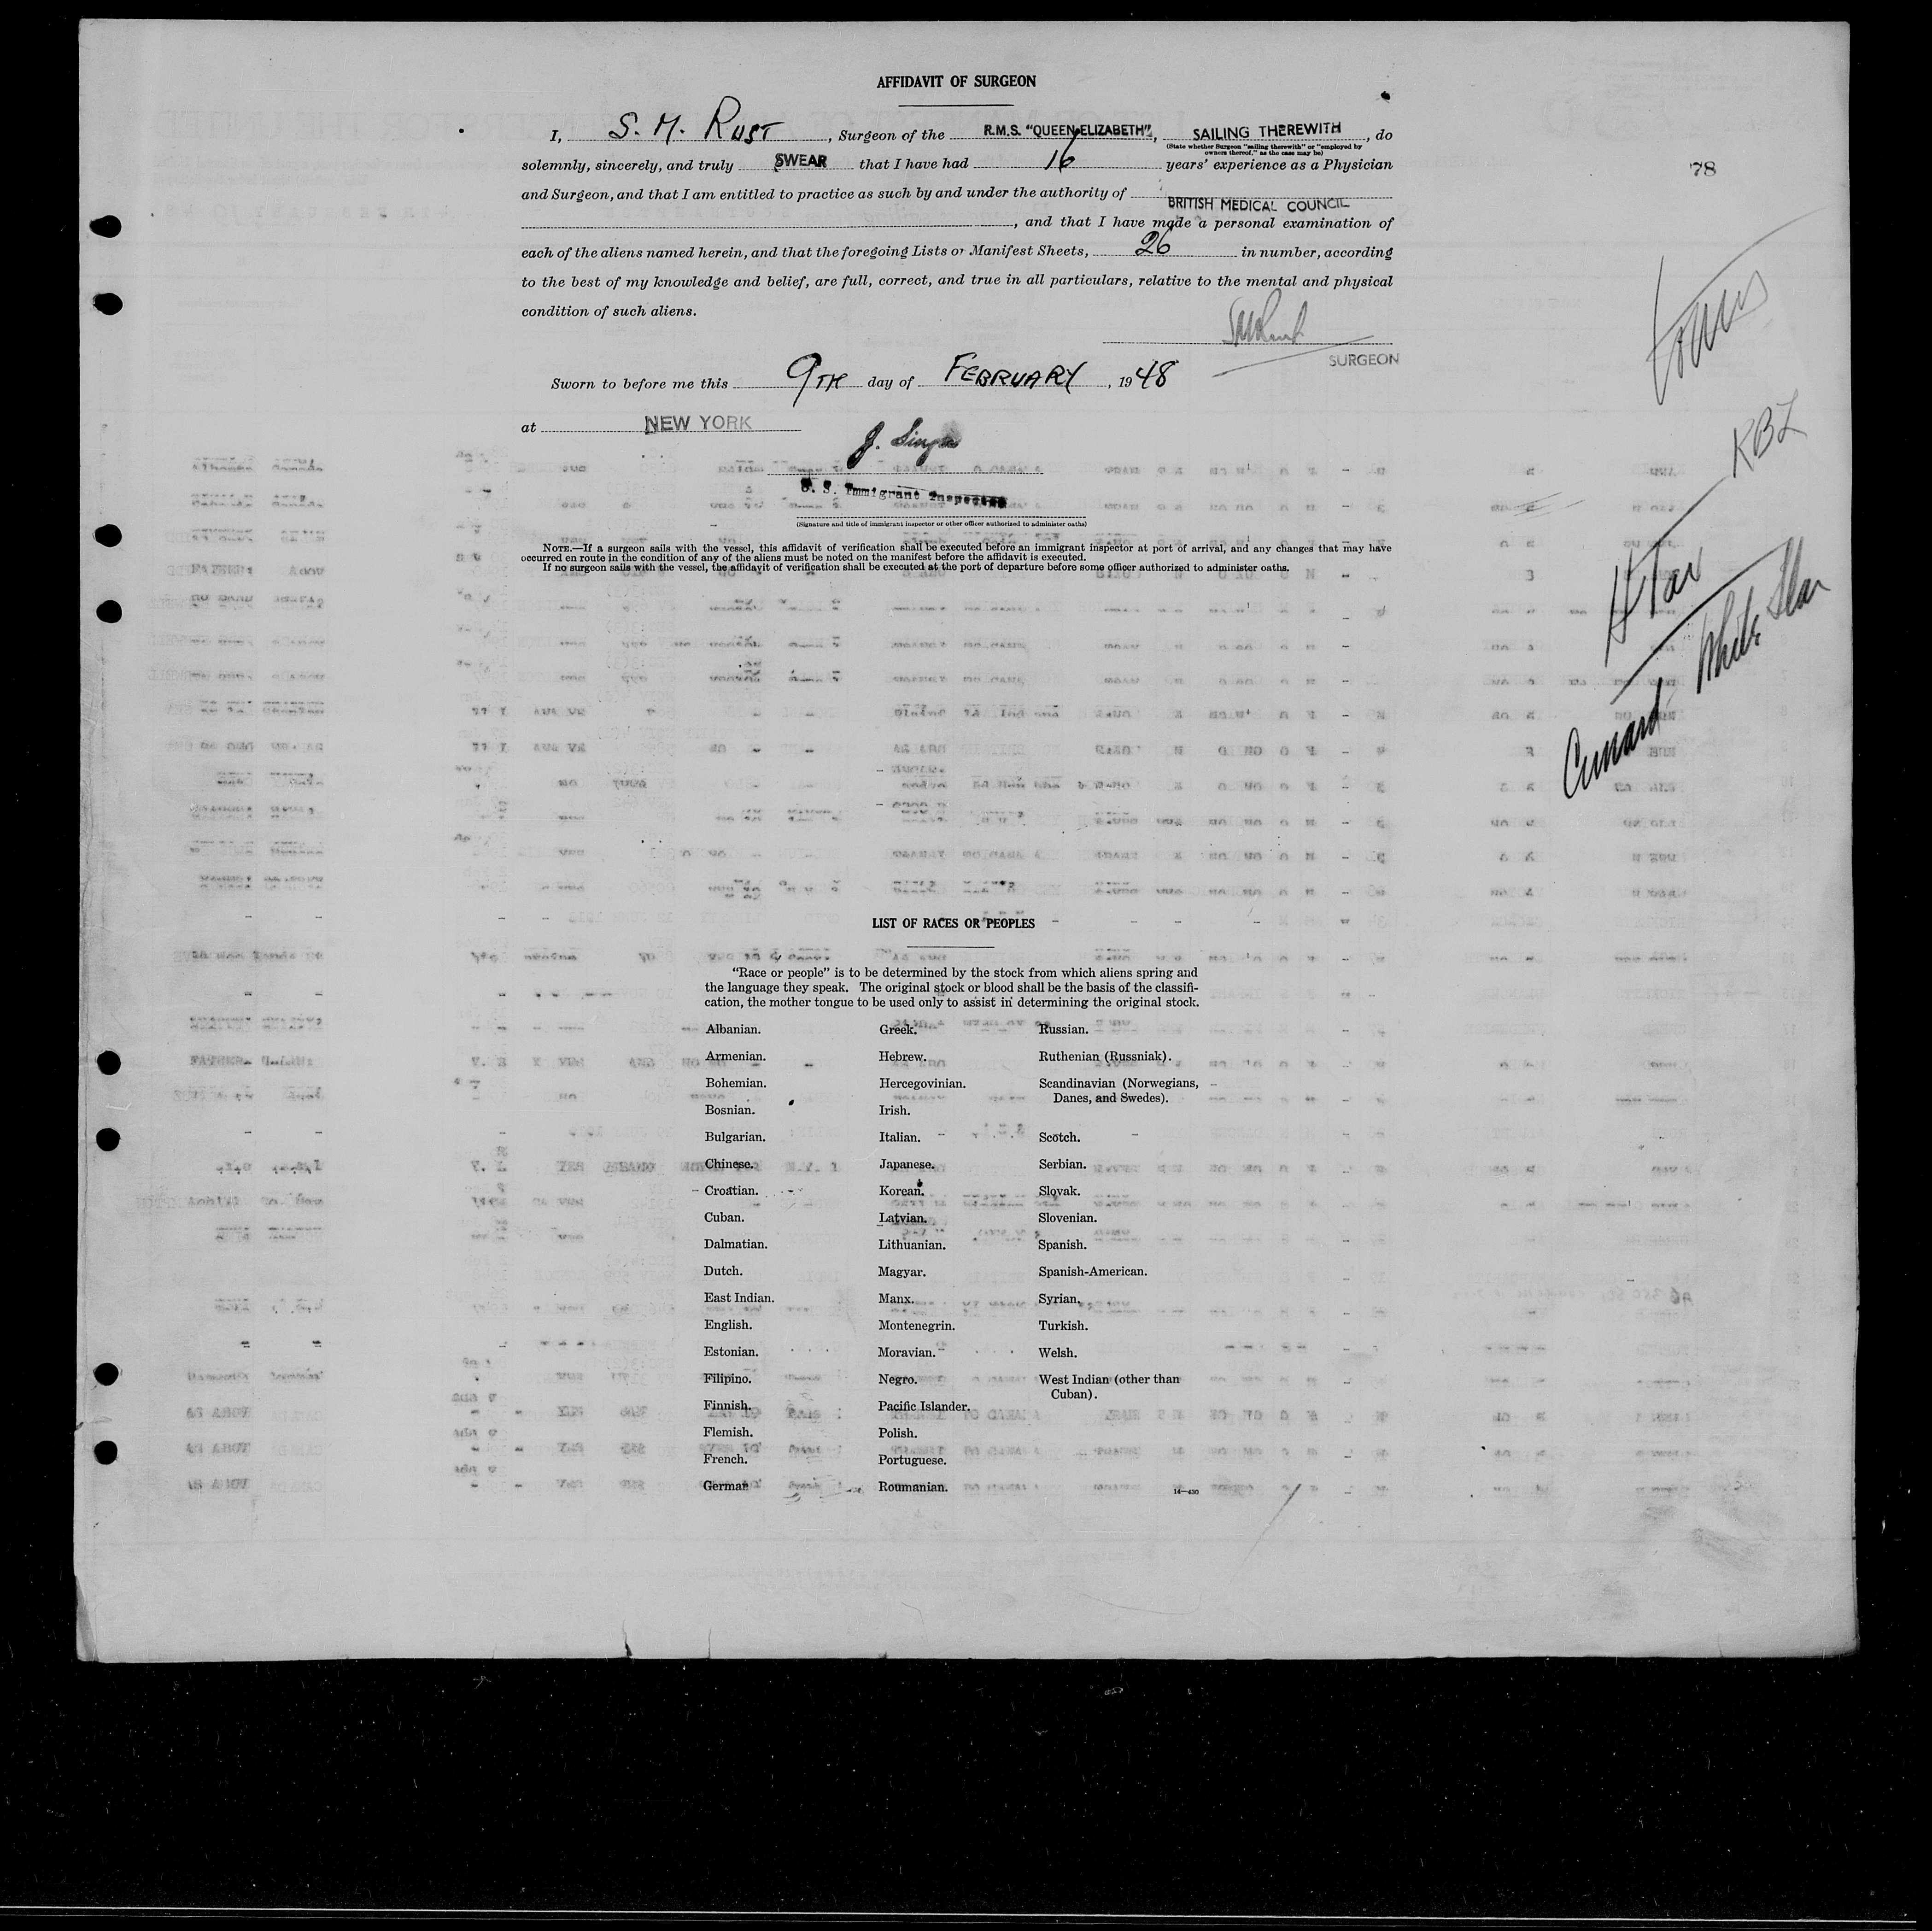 AFFIDAVIT OF SURGEON
I, S. M. RUST, Surgeon of the R.M.S. "QUEEN ELIZABETH", SAILING THEREWITH, do
(State whether Surgeon "sailing therewith" or "employed by
owners thereof," as the case may be)
solemnly, sincerely, and truly SWEAR that I have had 16 years' experience as a Physician
78
and Surgeon, and that I am entitled to practice as such by and under the authority of
BRITISH MEDICAL COUNCIL
, and that I have made a personal examination of
each of the aliens named herein, and that the foregoing Lists or Manifest Sheets, 26 in number, according
to the best of my knowledge and belief, are full, correct, and true in all particulars, relative to the mental and physical
condition of such aliens.
SURGEON
Sworn to before me this 9TH day of FEBRUARY, 1948
at NEW YORK
U. S. Immigrant Inspector
(Signature and title of immigrant inspector or other officer authorized to administer oaths)
NOTE.—If a surgeon sails with the vessel, this affidavit of verification shall be executed before an immigrant inspector at port of arrival, and any changes that may have
occurred en route in the condition of any of the aliens must be noted on the manifest before the affidavit is executed.
If no surgeon sails with the vessel, the affidavit of verification shall be executed at the port of departure before some officer authorized to administer oaths.
Cunard White Star
LIST OF RACES OR PEOPLES
"Race or people" is to be determined by the stock from which aliens spring and
the language they speak. The original stock or blood shall be the basis of the classifi-
cation, the mother tongue to be used only to assist in determining the original stock.
Albanian.
Armenian.
Bohemian.
Bosnian.
Bulgarian.
Chinese.
Croatian.
Cuban.
Dalmatian.
Dutch.
East Indian.
English.
Estonian.
Filipino.
Finnish.
Flemish.
French.
German
Greek.
Hebrew.
Hercegovinian.
Irish.
Italian.
Japanese.
Korean.
Latvian.
Lithuanian.
Magyar.
Manx.
Montenegrin.
Moravian.
Negro.
Pacific Islander.
Polish.
Portuguese.
Roumanian.
Russian.
Ruthenian (Russniak).
Scandinavian (Norwegians,
Danes, and Swedes).
Scotch.
Serbian.
Slovak.
Slovenian.
Spanish.
Spanish-American.
Syrian.
Turkish.
Welsh.
West Indian (other than
Cuban).
14—430